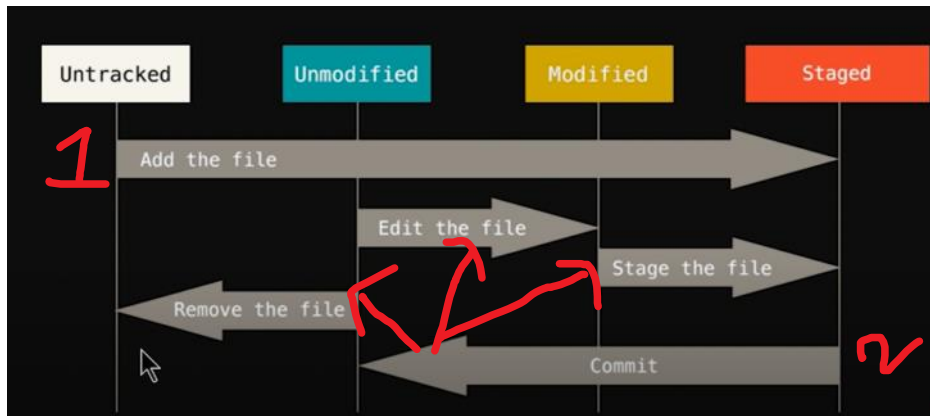 Untracked Unmodified Modified Staged
1 Add the file
Edit the file
Stage the file
Remove the file
Commit 2